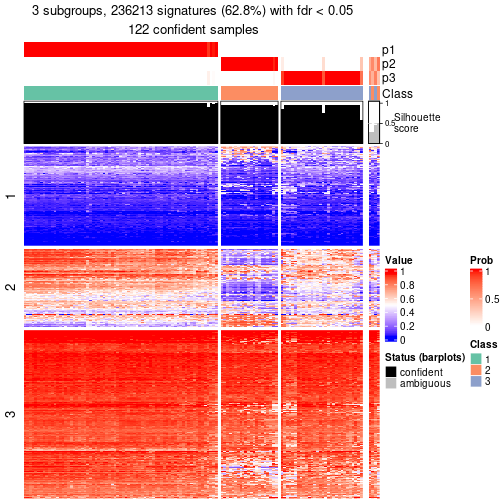 3 subgroups, 236213 signatures (62.8%) with fdr < 0.05
122 confident samples
p1
p2
p3
Class
1
0.5
0
Silhouette
score
1
2
3
Value
1
0.8
0.6
0.4
0.2
0
Status (barplots)
confident
ambiguous
Prob
1
0.5
0
Class
1
2
3